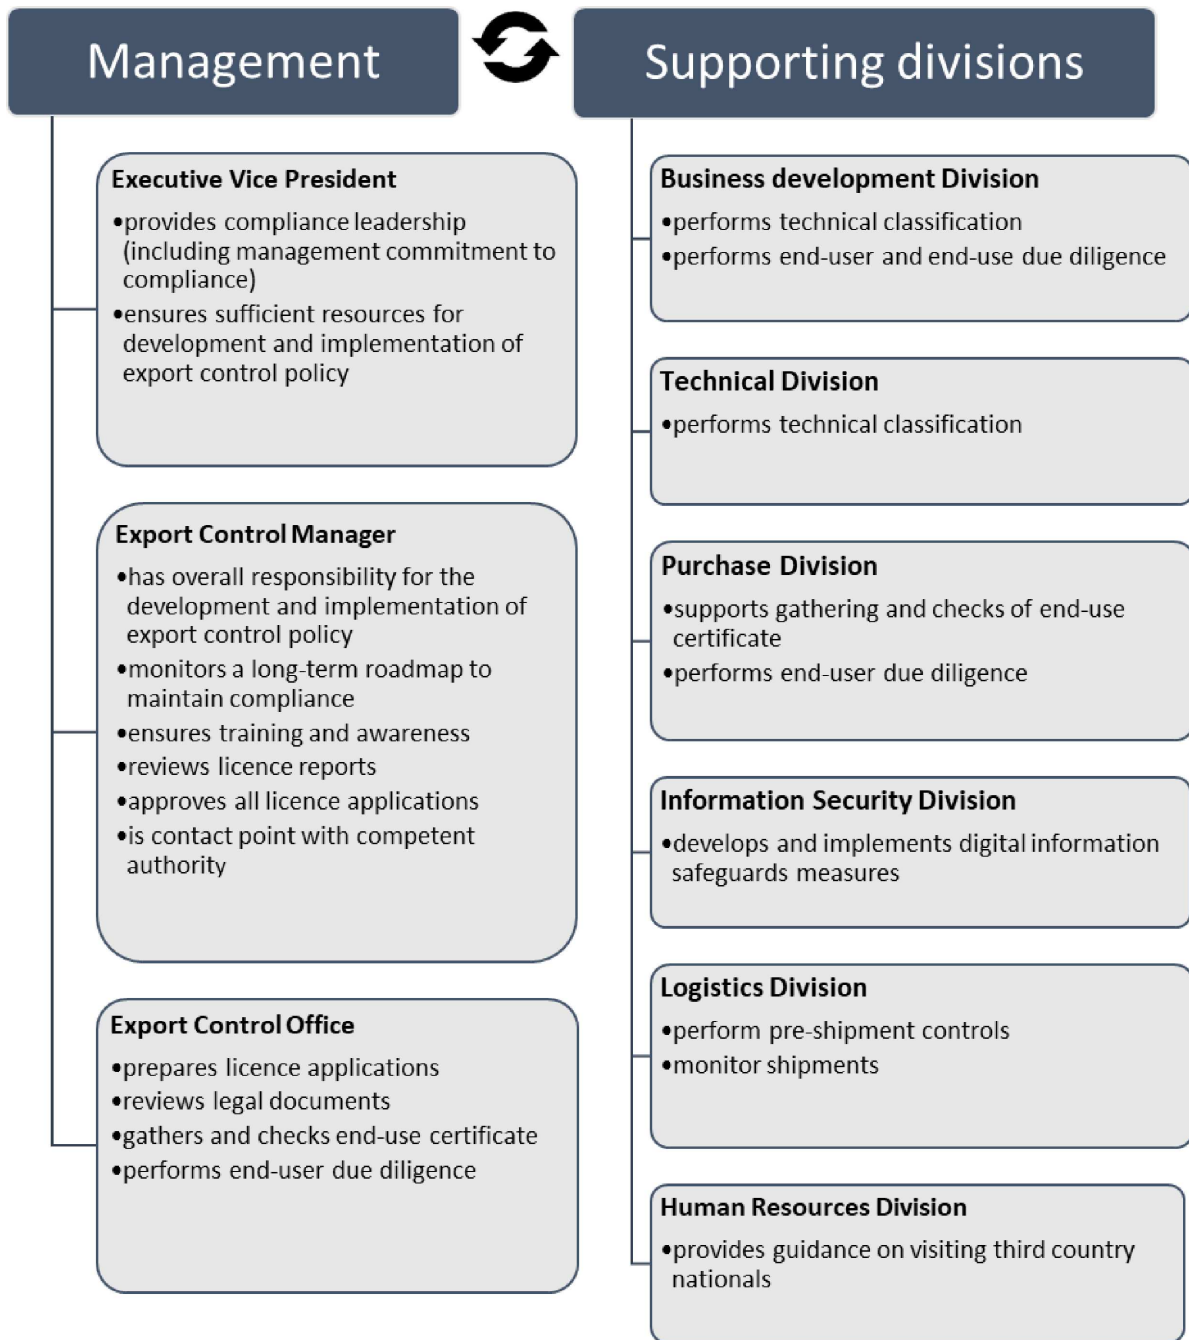 Management
Executive Vice President
•provides compliance leadership
(including management commitment to
compliance)
•ensures sufficient resources for
development and implementation of
export control policy
Export Control Manager
•has overall responsibility for the
development and implementation of
export control policy
•monitors a long-term roadmap to
maintain compliance
•ensures training and awareness
•reviews licence reports
•approves all licence applications
•is contact point with competent
authority
Export Control Office
•prepares licence applications
•reviews legal documents
•gathers and checks end-use certificate
•performs end-user due diligence
Supporting divisions
Business development Division
•performs technical classification
•performs end-user and end-use due diligence
Technical Division
•performs technical classification
Purchase Division
•supports gathering and checks of end-use
certificate
•performs end-user due diligence
Information Security Division
•develops and implements digital information
safeguards measures
Logistics Division
•perform pre-shipment controls
•monitor shipments
Human Resources Division
•provides guidance on visiting third country
nationals